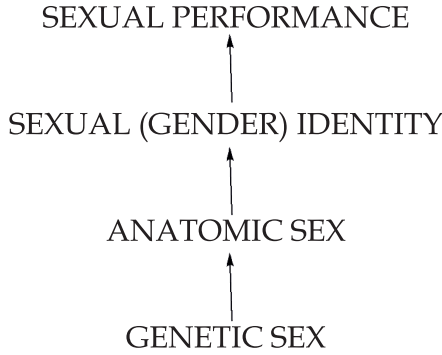 SEXUAL PERFORMANCE
SEXUAL (GENDER) IDENTITY
ANATOMIC SEX
GENETIC SEX